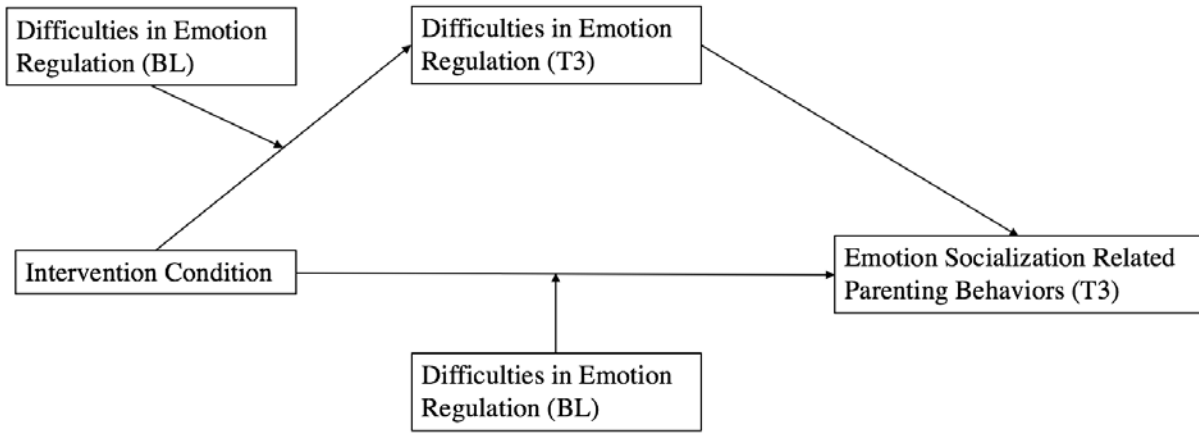 Difficulties in Emotion
Regulation (BL)
Difficulties in Emotion
Regulation (T3)
Intervention Condition
Emotion Socialization Related
Parenting Behaviors (T3)
Difficulties in Emotion
Regulation (BL)